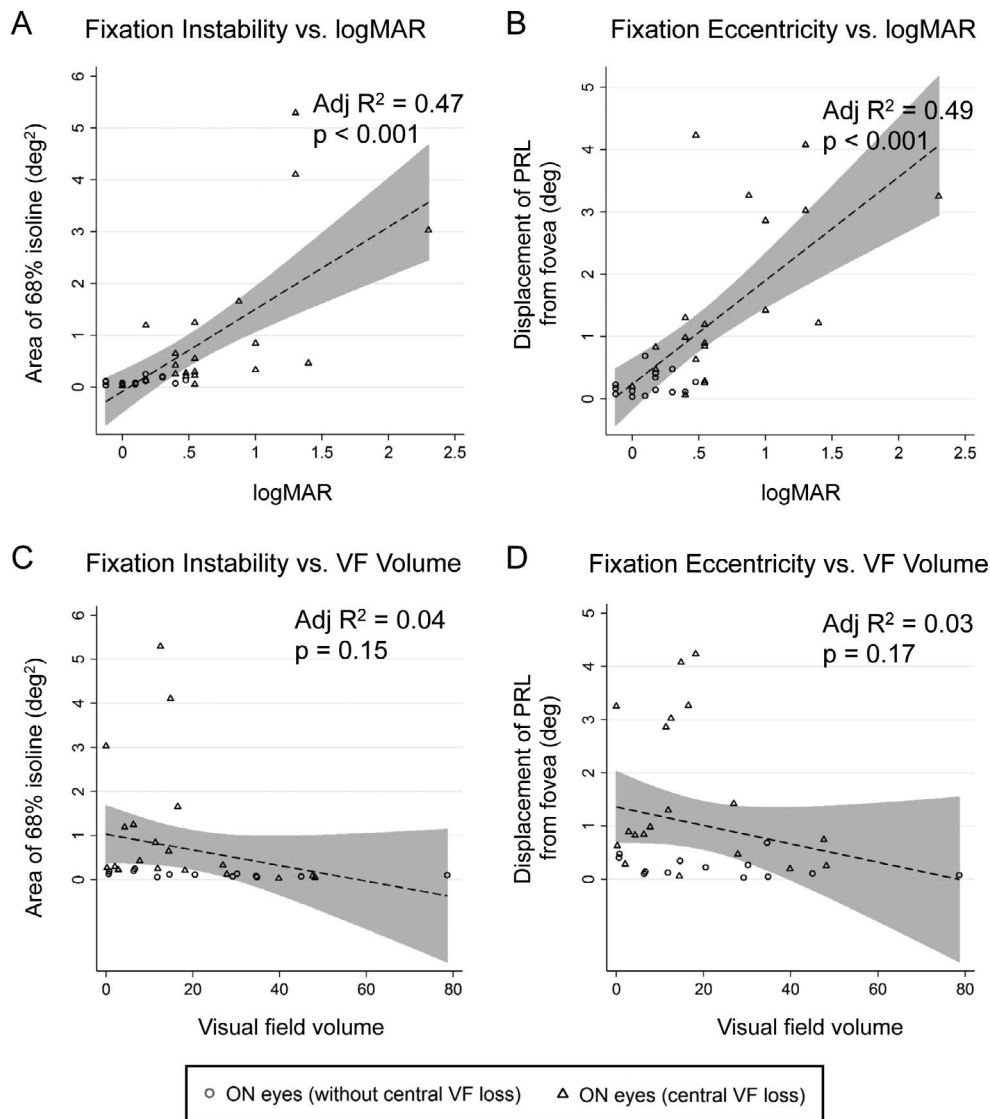 A Fixation Instability vs. logMAR
Adj R² = 0.47
p < 0.001
Area of 68% isoline (deg²)
6
5
4
3
2
1
0
0 .5 1 1.5 2 2.5
logMAR
B Fixation Eccentricity vs. logMAR
Adj R² = 0.49
p < 0.001
Displacement of PRL
from fovea (deg)
5
4
3
2
1
0
0 .5 1 1.5 2 2.5
logMAR
C Fixation Instability vs. VF Volume
Adj R² = 0.04
p = 0.15
Area of 68% isoline (deg²)
6
5
4
3
2
1
0
0 20 40 60 80
Visual field volume
D Fixation Eccentricity vs. VF Volume
Adj R² = 0.03
p = 0.17
Displacement of PRL
from fovea (deg)
5
4
3
2
1
0
0 20 40 60 80
Visual field volume
ON eyes (without central VF loss) ON eyes (central VF loss)